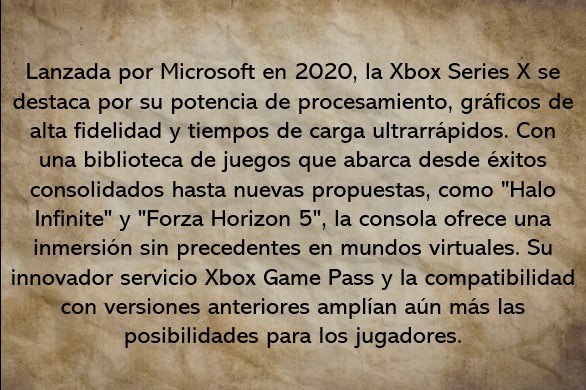 Lanzada por Microsoft en 2020, la Xbox Series X se
destaca por su potencia de procesamiento, gráficos de
alta fidelidad y tiempos de carga ultrarrápidos. Con
una biblioteca de juegos que abarca desde éxitos
consolidados hasta nuevas propuestas, como "Halo
Infinite" y "Forza Horizon 5", la consola ofrece una
inmersión sin precedentes en mundos virtuales. Su
innovador servicio Xbox Game Pass y la compatibilidad
con versiones anteriores amplían aún más las
posibilidades para los jugadores.